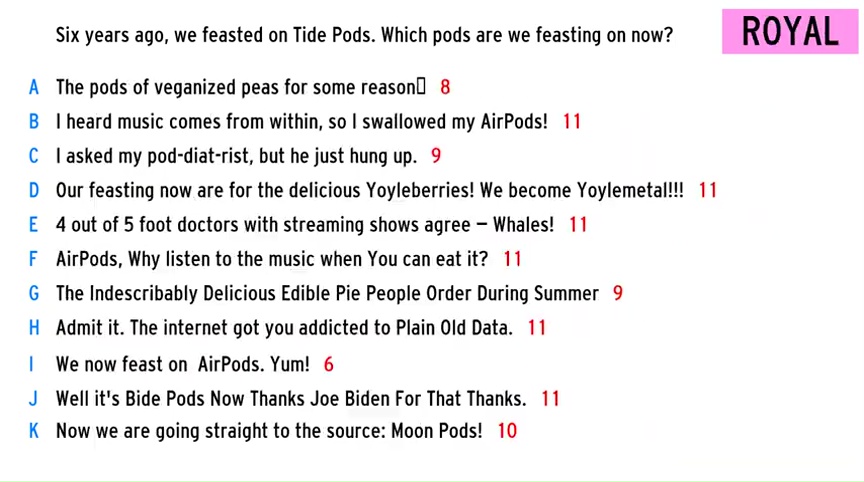 Six years ago, we feasted on Tide Pods. Which pods are we feasting on now?
ROYAL
A The pods of veganized peas for some reason▯ 8
B I heard music comes from within, so I swallowed my AirPods! 11
C I asked my pod-diat-rist, but he just hung up. 9
D Our feasting now are for the delicious Yoyleberries! We become Yoylemetal!!! 11
E 4 out of 5 foot doctors with streaming shows agree – Whales! 11
F AirPods, Why listen to the music when You can eat it? 11
G The Indescribably Delicious Edible Pie People Order During Summer 9
H Admit it. The internet got you addicted to Plain Old Data. 11
I We now feast on AirPods. Yum! 6
J Well it's Bide Pods Now Thanks Joe Biden For That Thanks. 11
K Now we are going straight to the source: Moon Pods! 10